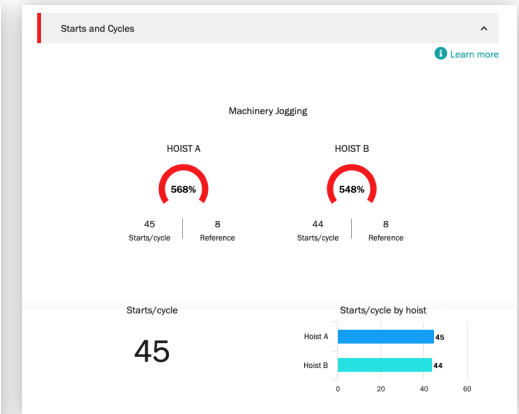 Starts and Cycles
Learn more
Machinery Jogging
HOIST A HOIST B
568% 548%
45 8 44 8
Starts/cycle Reference Starts/cycle Reference
Starts/cycle Starts/cycle by hoist
45
Hoist A 45
Hoist B 44
0 20 40 60